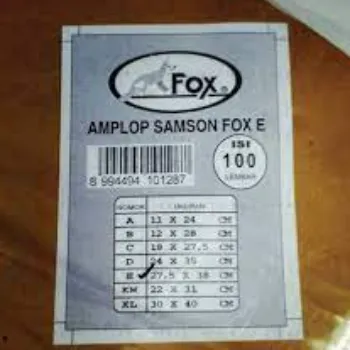 Fox
AMPLOP SAMSON FOX E
ISI
100
LEMBAR
8 994494 101287
NOMOR UKURAN
A 11 X 24 CM
B 12 X 28 CM
C 18 X 27,5 CM
D 24 X 35 CM
E 27,5 X 38 CM
KW 22 X 31 CM
XL 30 X 40 CM